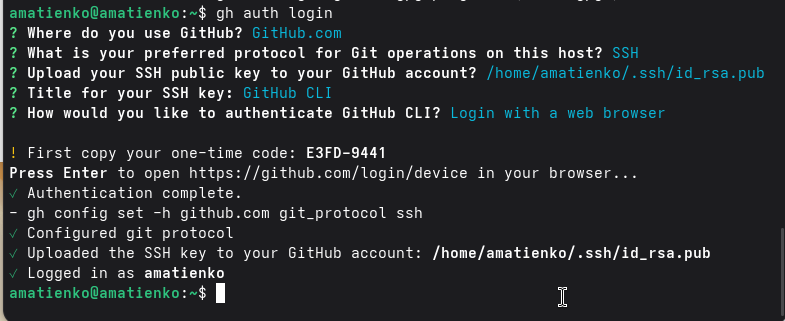 amatienko@amatienko:~$ gh auth login
? Where do you use GitHub? GitHub.com
? What is your preferred protocol for Git operations on this host? SSH
? Upload your SSH public key to your GitHub account? /home/amatienko/.ssh/id_rsa.pub
? Title for your SSH key: GitHub CLI
? How would you like to authenticate GitHub CLI? Login with a web browser
! First copy your one-time code: E3FD-9441
Press Enter to open https://github.com/login/device in your browser...
✓ Authentication complete.
- gh config set -h github.com git_protocol ssh
✓ Configured git protocol
✓ Uploaded the SSH key to your GitHub account: /home/amatienko/.ssh/id_rsa.pub
✓ Logged in as amatienko
amatienko@amatienko:~$